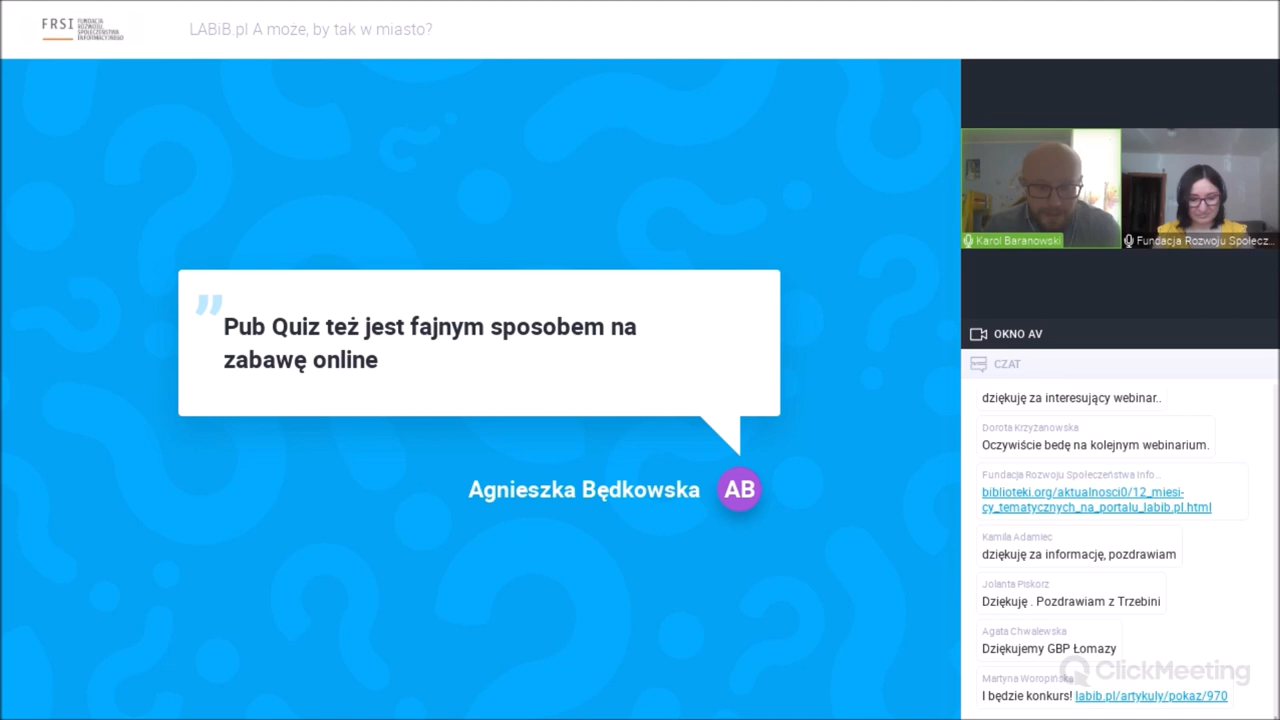 FRSI FUNDACJA
ROZWOJU
SPOŁECZEŃSTWA
INFORMACYJNEGO
LABiB.pl A może, by tak w miasto?
Pub Quiz też jest fajnym sposobem na
zabawę online
Agnieszka Będkowska AB
Karol Baranowski
Fundacja Rozwoju Społecz...
OKNO AV
CZAT
dziękuję za interesujący webinar..
Dorota Krzyżanowska
Oczywiście bedę na kolejnym webinarium.
Fundacja Rozwoju Społeczeństwa Info...
biblioteki.org/aktualnosci0/12_miesi-
cy_tematycznych_na_portalu_labib.pl.html
Kamila Adamiec
dziękuję za informację, pozdrawiam
Jolanta Piskorz
Dziękuję . Pozdrawiam z Trzebini
Agata Chwalewska
Dziękujemy GBP Łomazy
ClickMeeting
Martyna Woropińska
I będzie konkurs! labib.pl/artykuly/pokaz/970